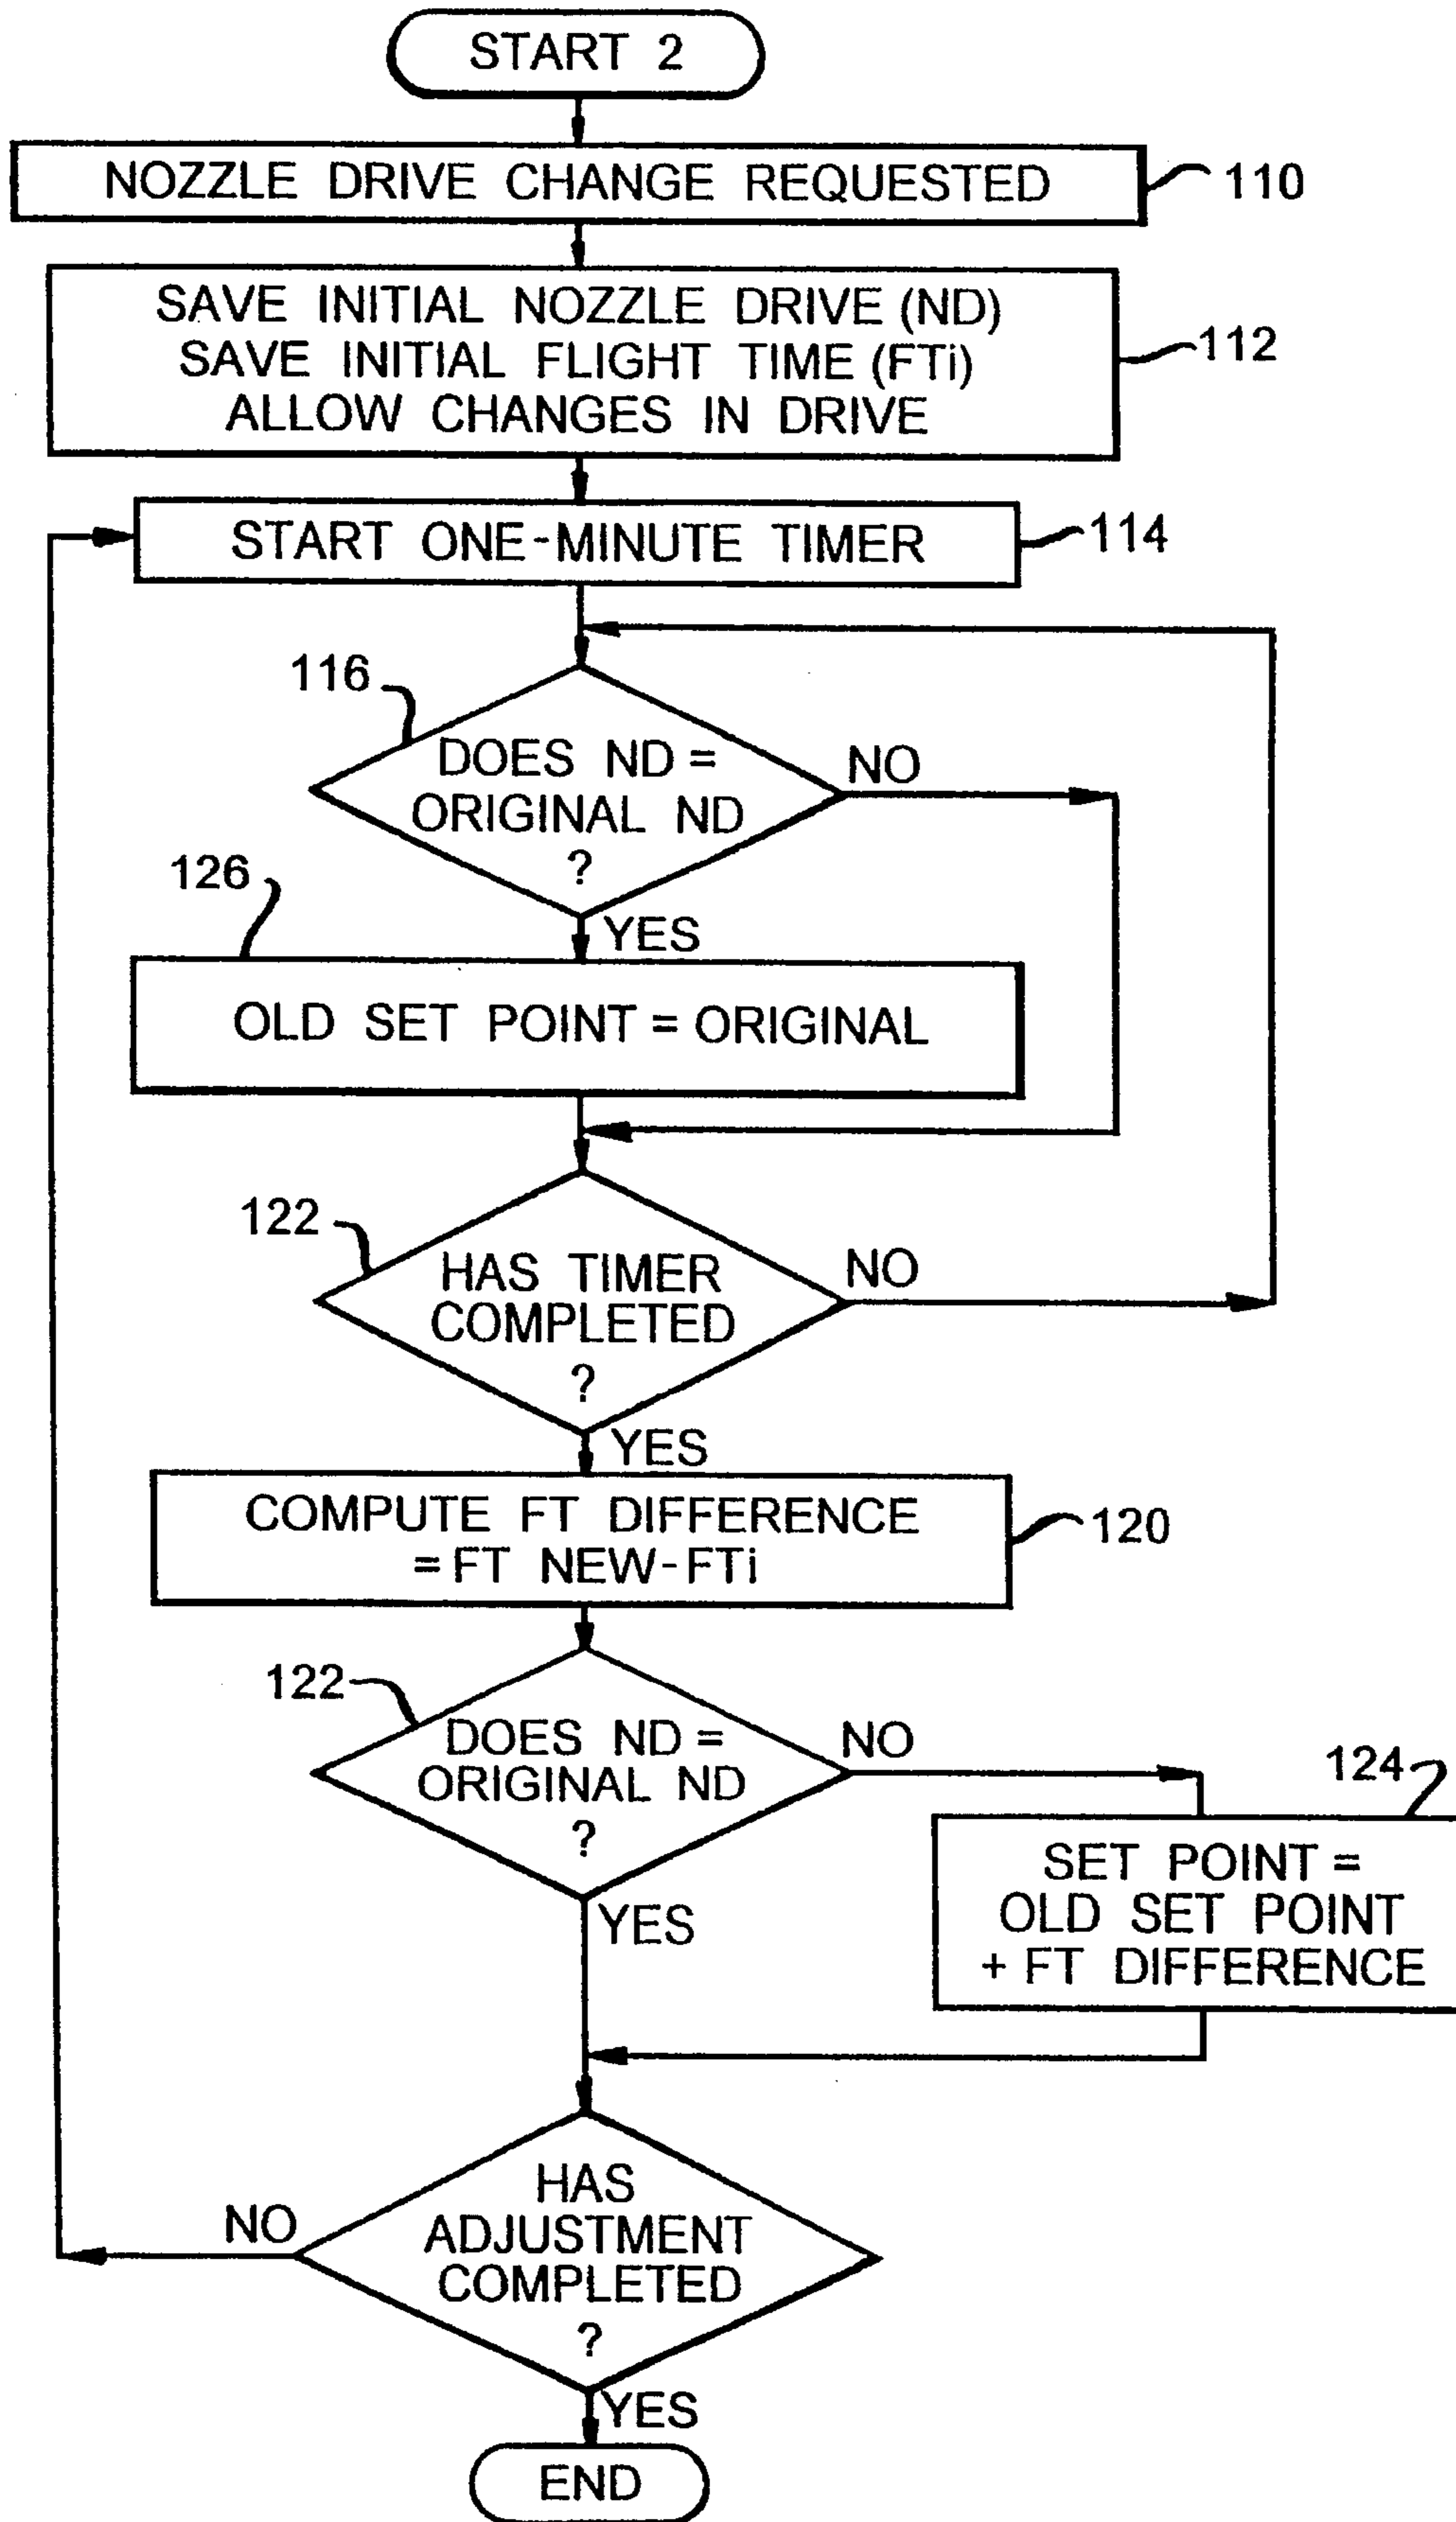 START 2
NOZZLE DRIVE CHANGE REQUESTED
110
SAVE INITIAL NOZZLE DRIVE (ND)
SAVE INITIAL FLIGHT TIME (FTi)
ALLOW CHANGES IN DRIVE
112
START ONE-MINUTE TIMER
114
116
DOES ND =
ORIGINAL ND
?
NO
YES
126
OLD SET POINT = ORIGINAL
122
HAS TIMER
COMPLETED
?
NO
YES
COMPUTE FT DIFFERENCE
= FT NEW-FTi
120
122
DOES ND =
ORIGINAL ND
?
NO
YES
124
SET POINT =
OLD SET POINT
+ FT DIFFERENCE
HAS
ADJUSTMENT
COMPLETED
?
NO
YES
END